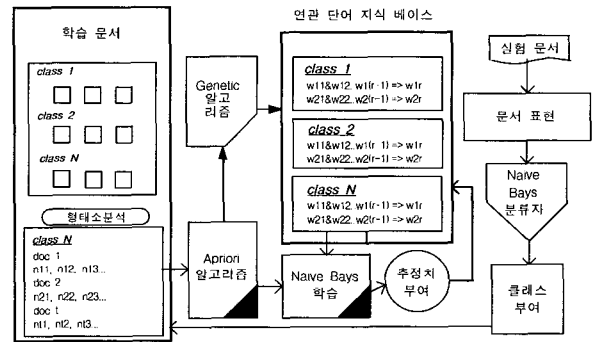 연관 단어 지식 베이스
학습 문서
class 1
class 2
class N
형태소분석
class N
doc 1
n11, n12, n13...
doc 2
n21, n22, n23...
doc t
nt1, nt2, nt3...
Genetic
알고
리즘
Apriori
알고리즘
class 1
w11&w12..w1(r-1) => w1r
w21&w22..w2(r-1) => w2r
class 2
w11&w12..w1(r-1) => w1r
w21&w22..w2(r-1) => w2r
class N
w11&w12..w1(r-1) => w1r
w21&w22..w2(r-1) => w2r
Naive Bays
학습
추정치
부여
실험 문서
문서 표현
Naive
Bays
분류자
클래스
부여